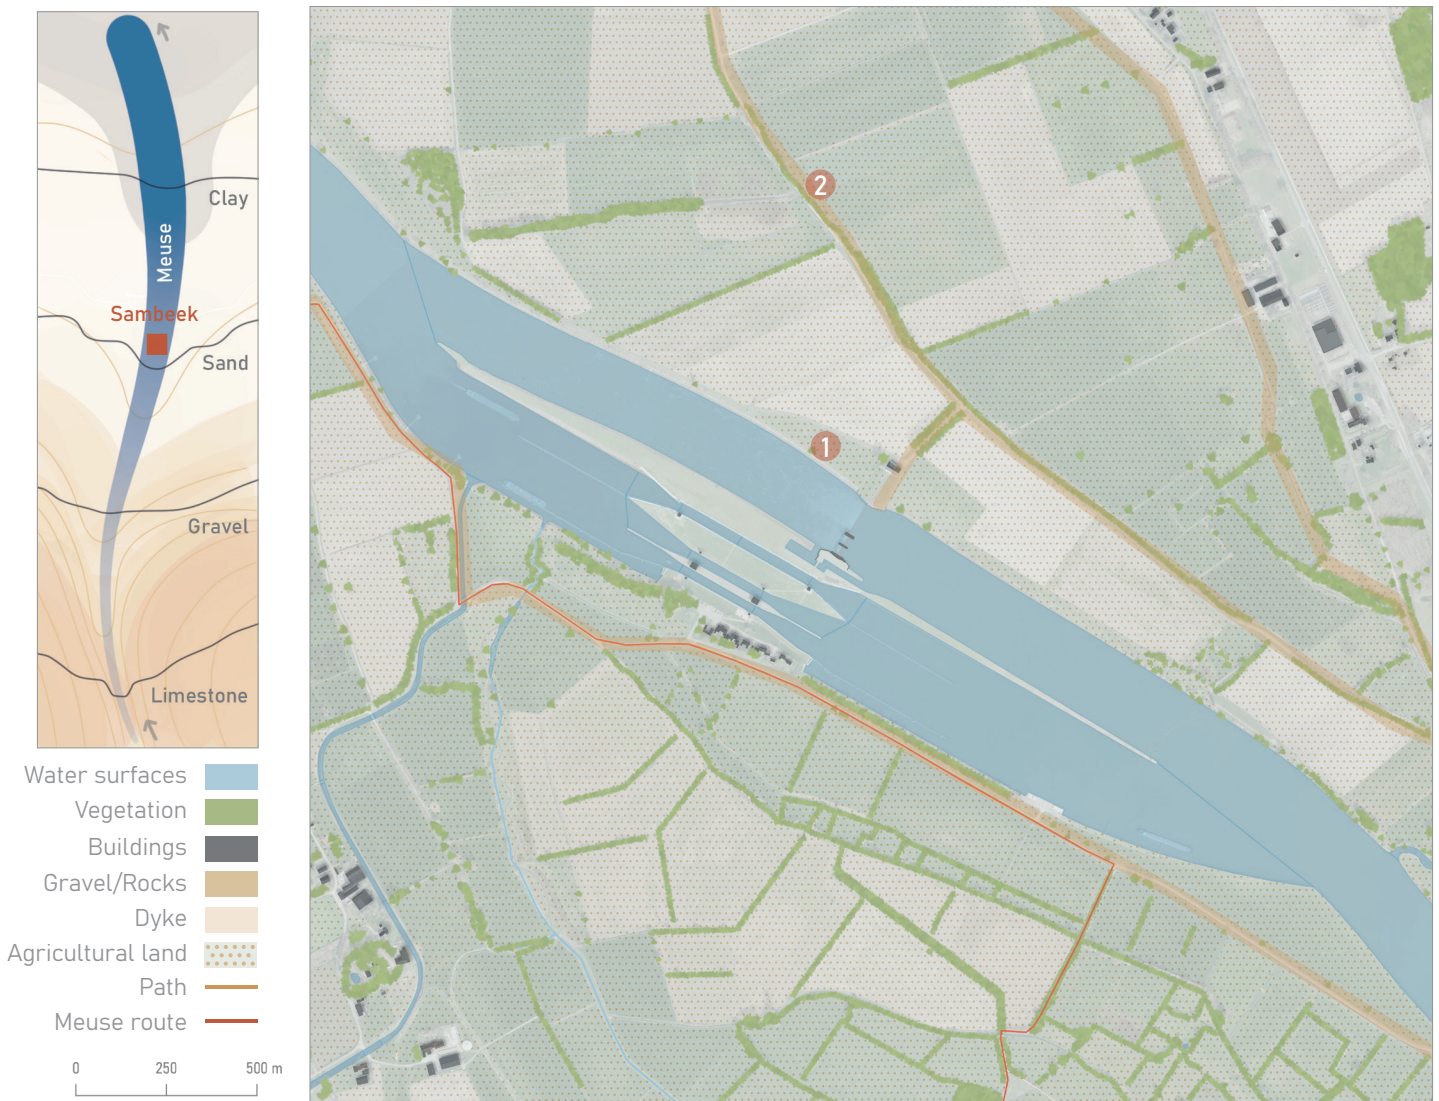 Clay
Meuse
Sambeek
Sand
Gravel
Limestone
Water surfaces
Vegetation
Buildings
Gravel/Rocks
Dyke
Agricultural land
Path
Meuse route
0 250 500 m
2
1